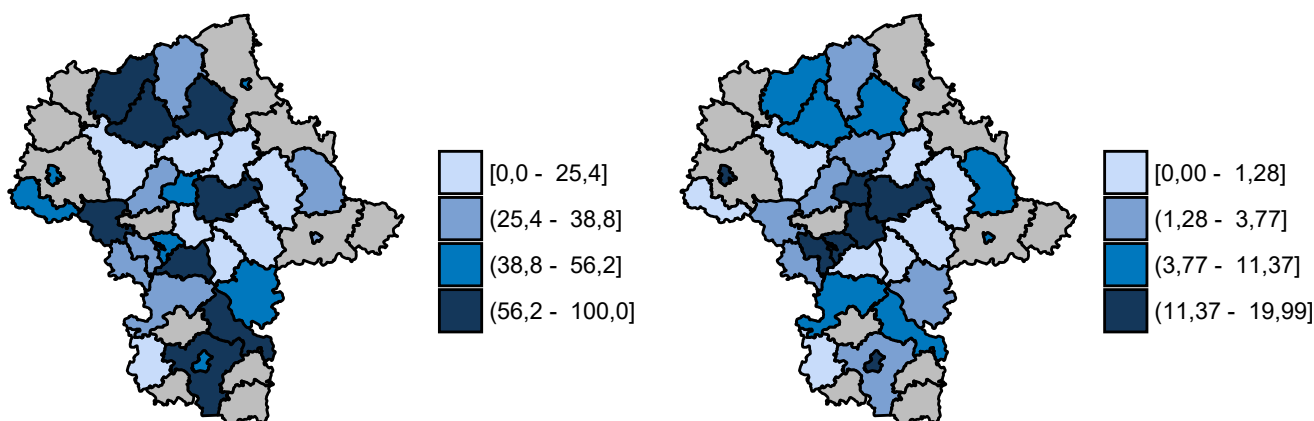 [0,0 - 25,4]
(25,4 - 38,8]
(38,8 - 56,2]
(56,2 - 100,0]
[0,00 - 1,28]
(1,28 - 3,77]
(3,77 - 11,37]
(11,37 - 19,99]